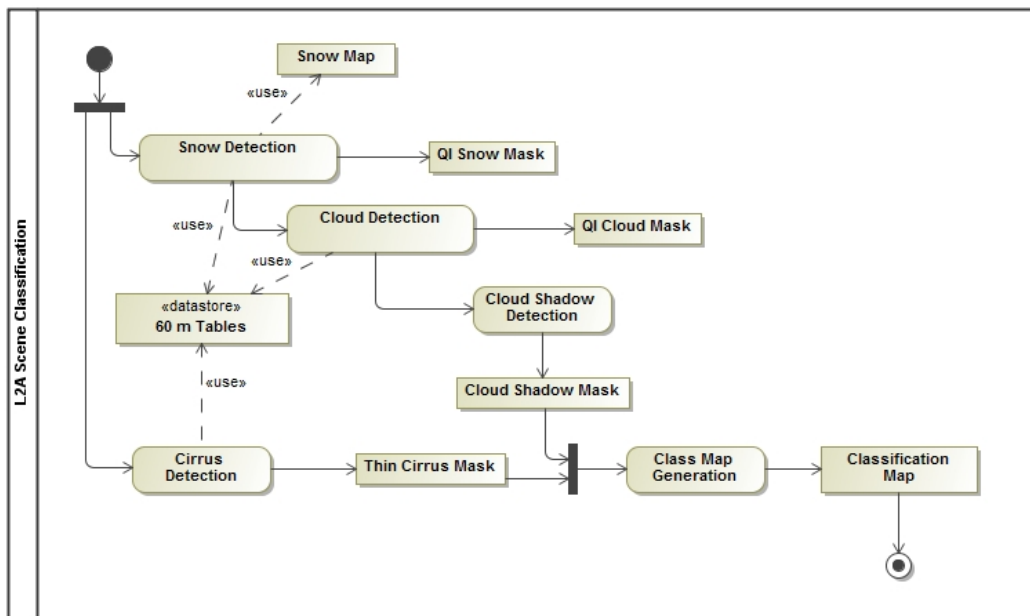 L2A Scene Classification
Snow Map
«use»
Snow Detection
QI Snow Mask
«use»
Cloud Detection
QI Cloud Mask
«use»
«datastore»
60 m Tables
Cloud Shadow
Detection
«use»
Cloud Shadow Mask
Cirrus
Detection
Thin Cirrus Mask
Class Map
Generation
Classification
Map